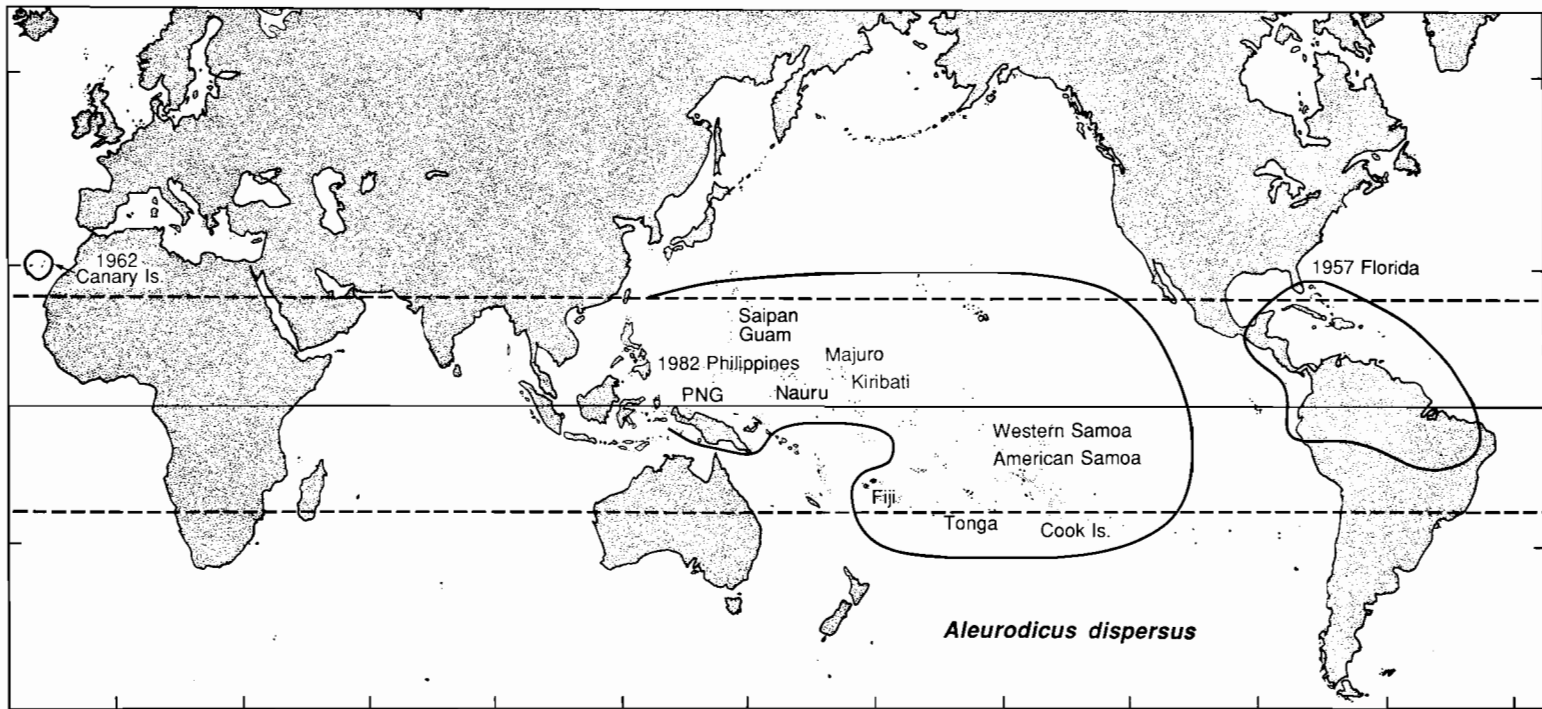 1962
Canary Is.
1957 Florida
Saipan
Guam
1982 Philippines
Majuro
Kiribati
PNG
Nauru
Western Samoa
American Samoa
Fiji
Tonga
Cook Is.
Aleurodicus dispersus